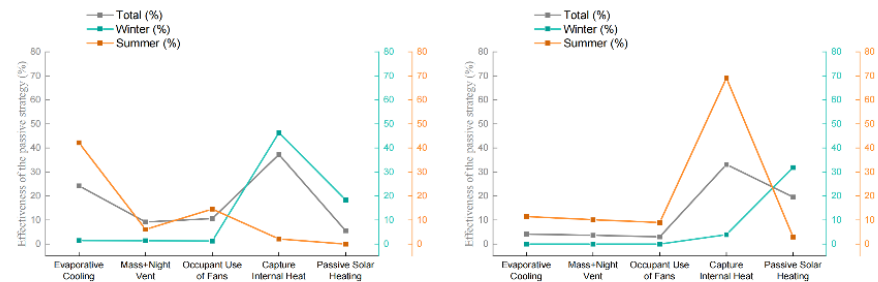 Total (%)
Winter (%)
Summer (%)
Effectiveness of the passive strategy (%)
80
70
60
50
40
30
20
10
0
80
70
60
50
40
30
20
10
0
80
70
60
50
40
30
20
10
0
Evaporative
Cooling
Mass+Night
Vent
Occupant Use
of Fans
Capture
Internal Heat
Passive Solar
Heating
Total (%)
Winter (%)
Summer (%)
Effectiveness of the passive strategy (%)
80
70
60
50
40
30
20
10
0
80
70
60
50
40
30
20
10
0
80
70
60
50
40
30
20
10
0
Evaporative
Cooling
Mass+Night
Vent
Occupant Use
of Fans
Capture
Internal Heat
Passive Solar
Heating